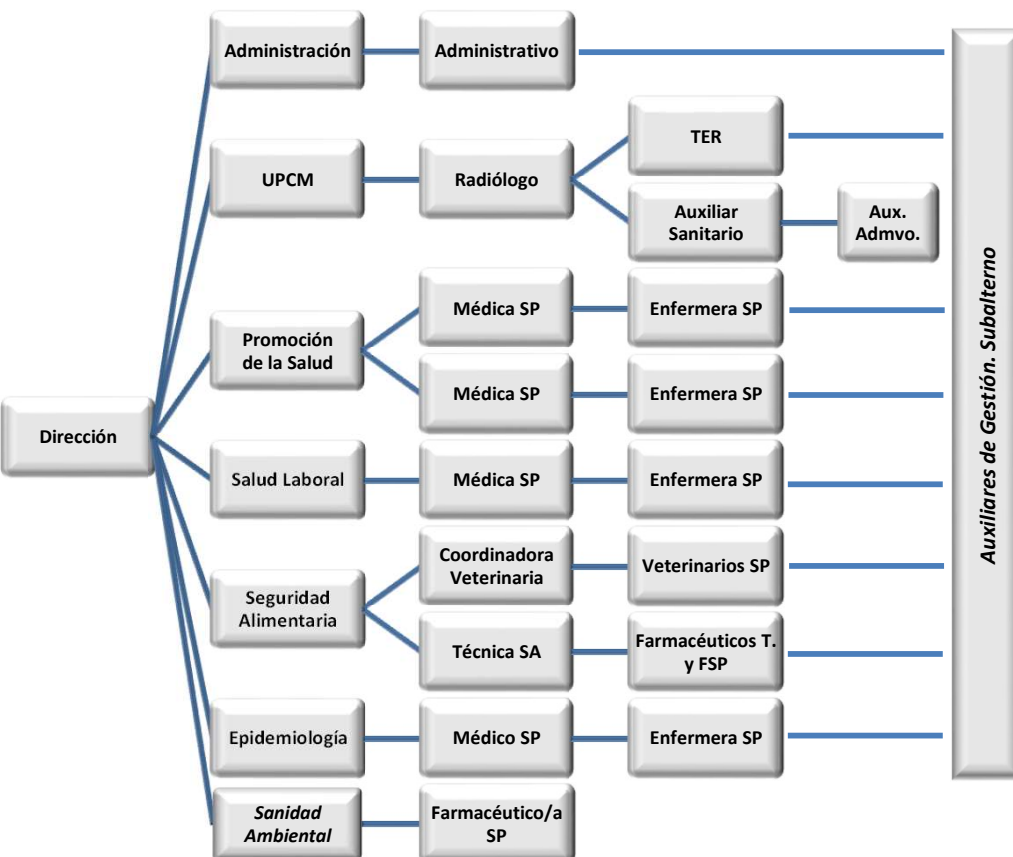 Administración
Administrativo
UPCM
Radiólogo
TER
Auxiliar
Sanitario
Aux.
Admvo.
Promoción
de la Salud
Médica SP
Enfermera SP
Médica SP
Enfermera SP
Dirección
Salud Laboral
Médica SP
Enfermera SP
Seguridad
Alimentaria
Coordinadora
Veterinaria
Veterinarios SP
Técnica SA
Farmacéuticos T.
y FSP
Epidemiología
Médico SP
Enfermera SP
Sanidad
Ambiental
Farmacéutico/a
SP
Auxiliares de Gestión. Subalterno